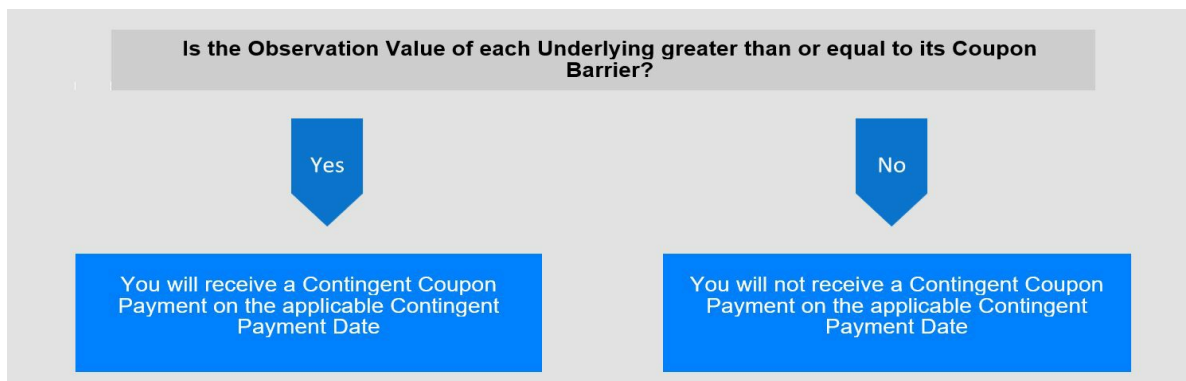 Is the Observation Value of each Underlying greater than or equal to its Coupon
Barrier?
Yes
No
You will receive a Contingent Coupon
Payment on the applicable Contingent
Payment Date
You will not receive a Contingent Coupon
Payment on the applicable Contingent
Payment Date